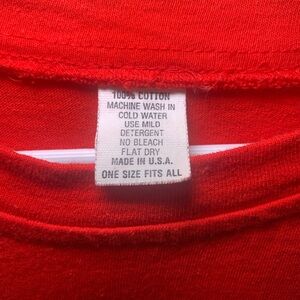 100% COTTON
MACHINE WASH IN
COLD WATER
USE MILD
DETERGENT
NO BLEACH
FLAT DRY
MADE IN U.S.A.
ONE SIZE FITS ALL